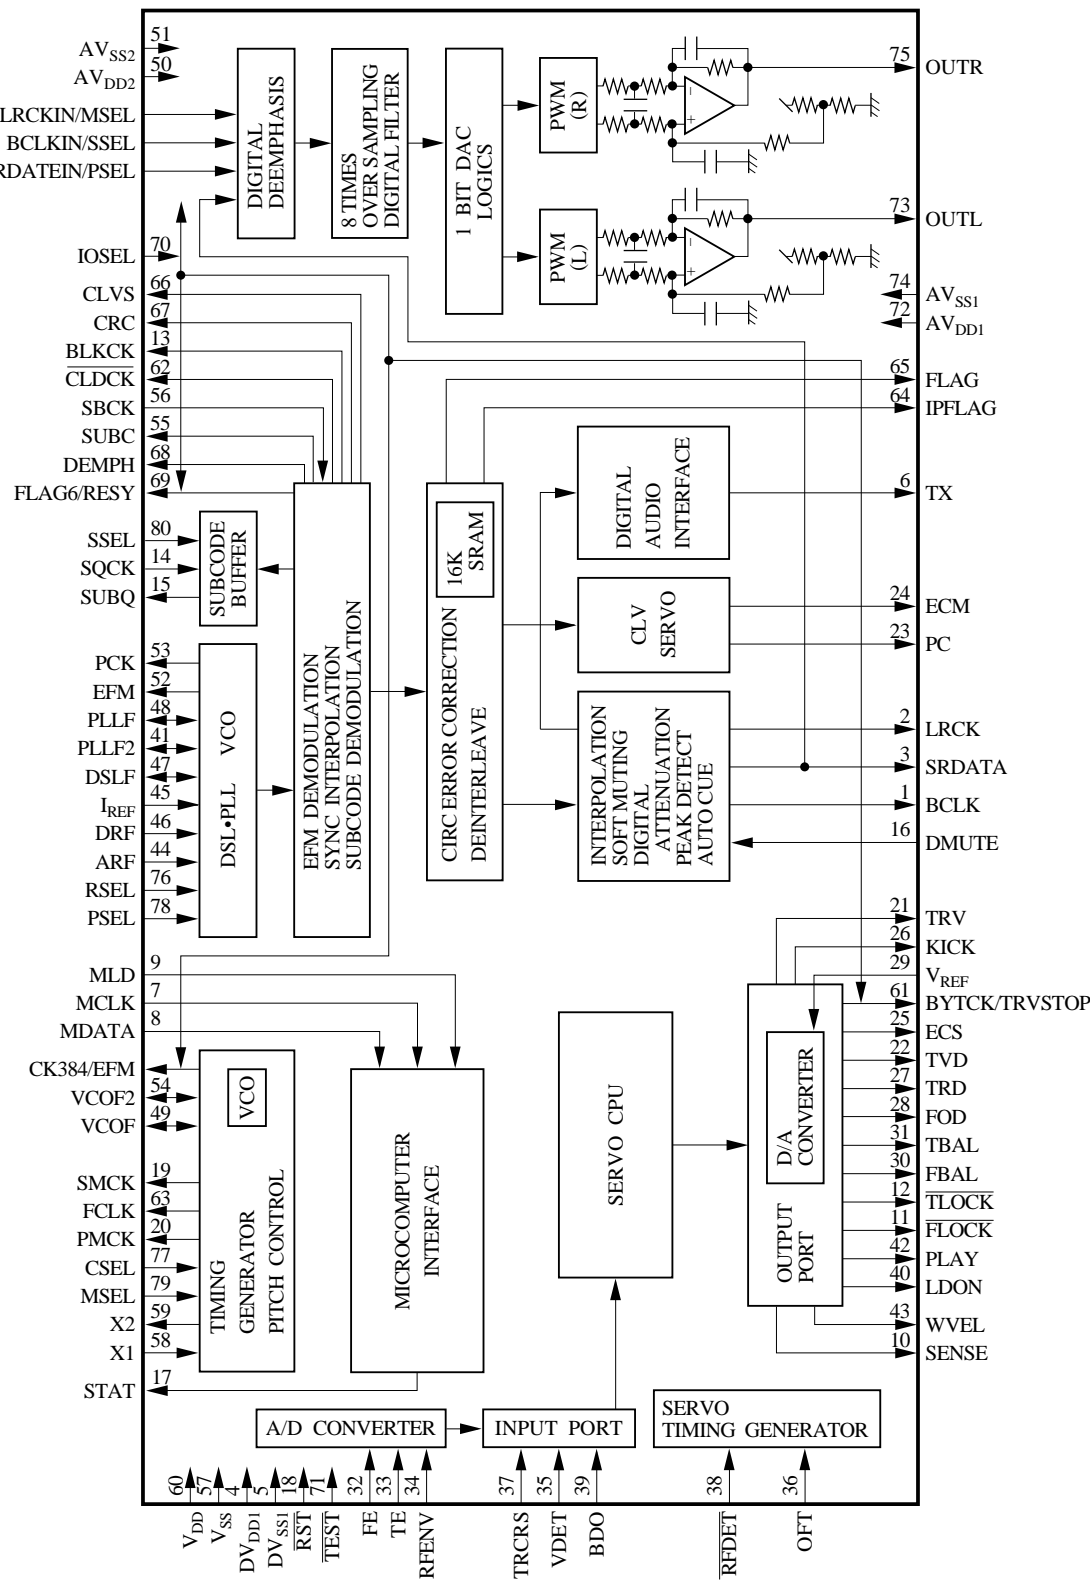 51
AVSS2
50
AVDD2
LRCKIN/MSEL
BCLKIN/SSEL
RDATEIN/PSEL
70
IOSEL
66
CLVS
67
CRC
13
BLKCK
62
CLDCK
56
SBCK
55
SUBC
68
DEMPH
69
FLAG6/RESY
80
SSEL
14
SQCK
15
SUBQ
53
PCK
52
EFM
48
PLLF
41
PLLF2
47
DSLF
45
IREF
46
DRF
44
ARF
76
RSEL
78
PSEL
9
MLD
7
MCLK
8
MDATA
CK384/EFM
54
VCOF2
49
VCOF
19
SMCK
63
FCLK
20
PMCK
77
CSEL
79
MSEL
59
X2
58
X1
17
STAT
DIGITAL
DEEMPHASIS
8 TIMES
OVER SAMPLING
DIGITAL FILTER
1 BIT DAC
LOGICS
PWM
(R)
PWM
(L)
−
+
−
+
SUBCODE
BUFFER
DSL•PLL VCO
EFM DEMODULATION
SYNC INTERPOLATION
SUBCODE DEMODULATION
16K
SRAM
CIRC ERROR CORRECTION
DEINTERLEAVE
DIGITAL
AUDIO
INTERFACE
CLV
SERVO
INTERPOLATION
SOFT MUTING
DIGITAL
ATTENUATION
PEAK DETECT
AUTO CUE
VCO
TIMING
GENERATOR
PITCH CONTROL
MICROCOMPUTER
INTERFACE
SERVO CPU
D/A
CONVERTER
OUTPUT
PORT
A/D CONVERTER
INPUT PORT
SERVO
TIMING GENERATOR
75
OUTR
73
OUTL
74
AVSS1
72
AVDD1
65
FLAG
64
IPFLAG
6
TX
24
ECM
23
PC
2
LRCK
3
SRDATA
1
BCLK
16
DMUTE
21
TRV
26
KICK
29
VREF
61
BYTCK/TRVSTOP
25
ECS
22
TVD
27
TRD
28
FOD
31
TBAL
30
FBAL
12
TLOCK
11
FLOCK
42
PLAY
40
LDON
43
WVEL
10
SENSE
60
VDD
57
VSS
4
DVDD1
5
DVSS1
18
RST
71
TEST
32
FE
33
TE
34
RFENV
37
TRCRS
35
VDET
39
BDO
38
RFDET
36
OFT